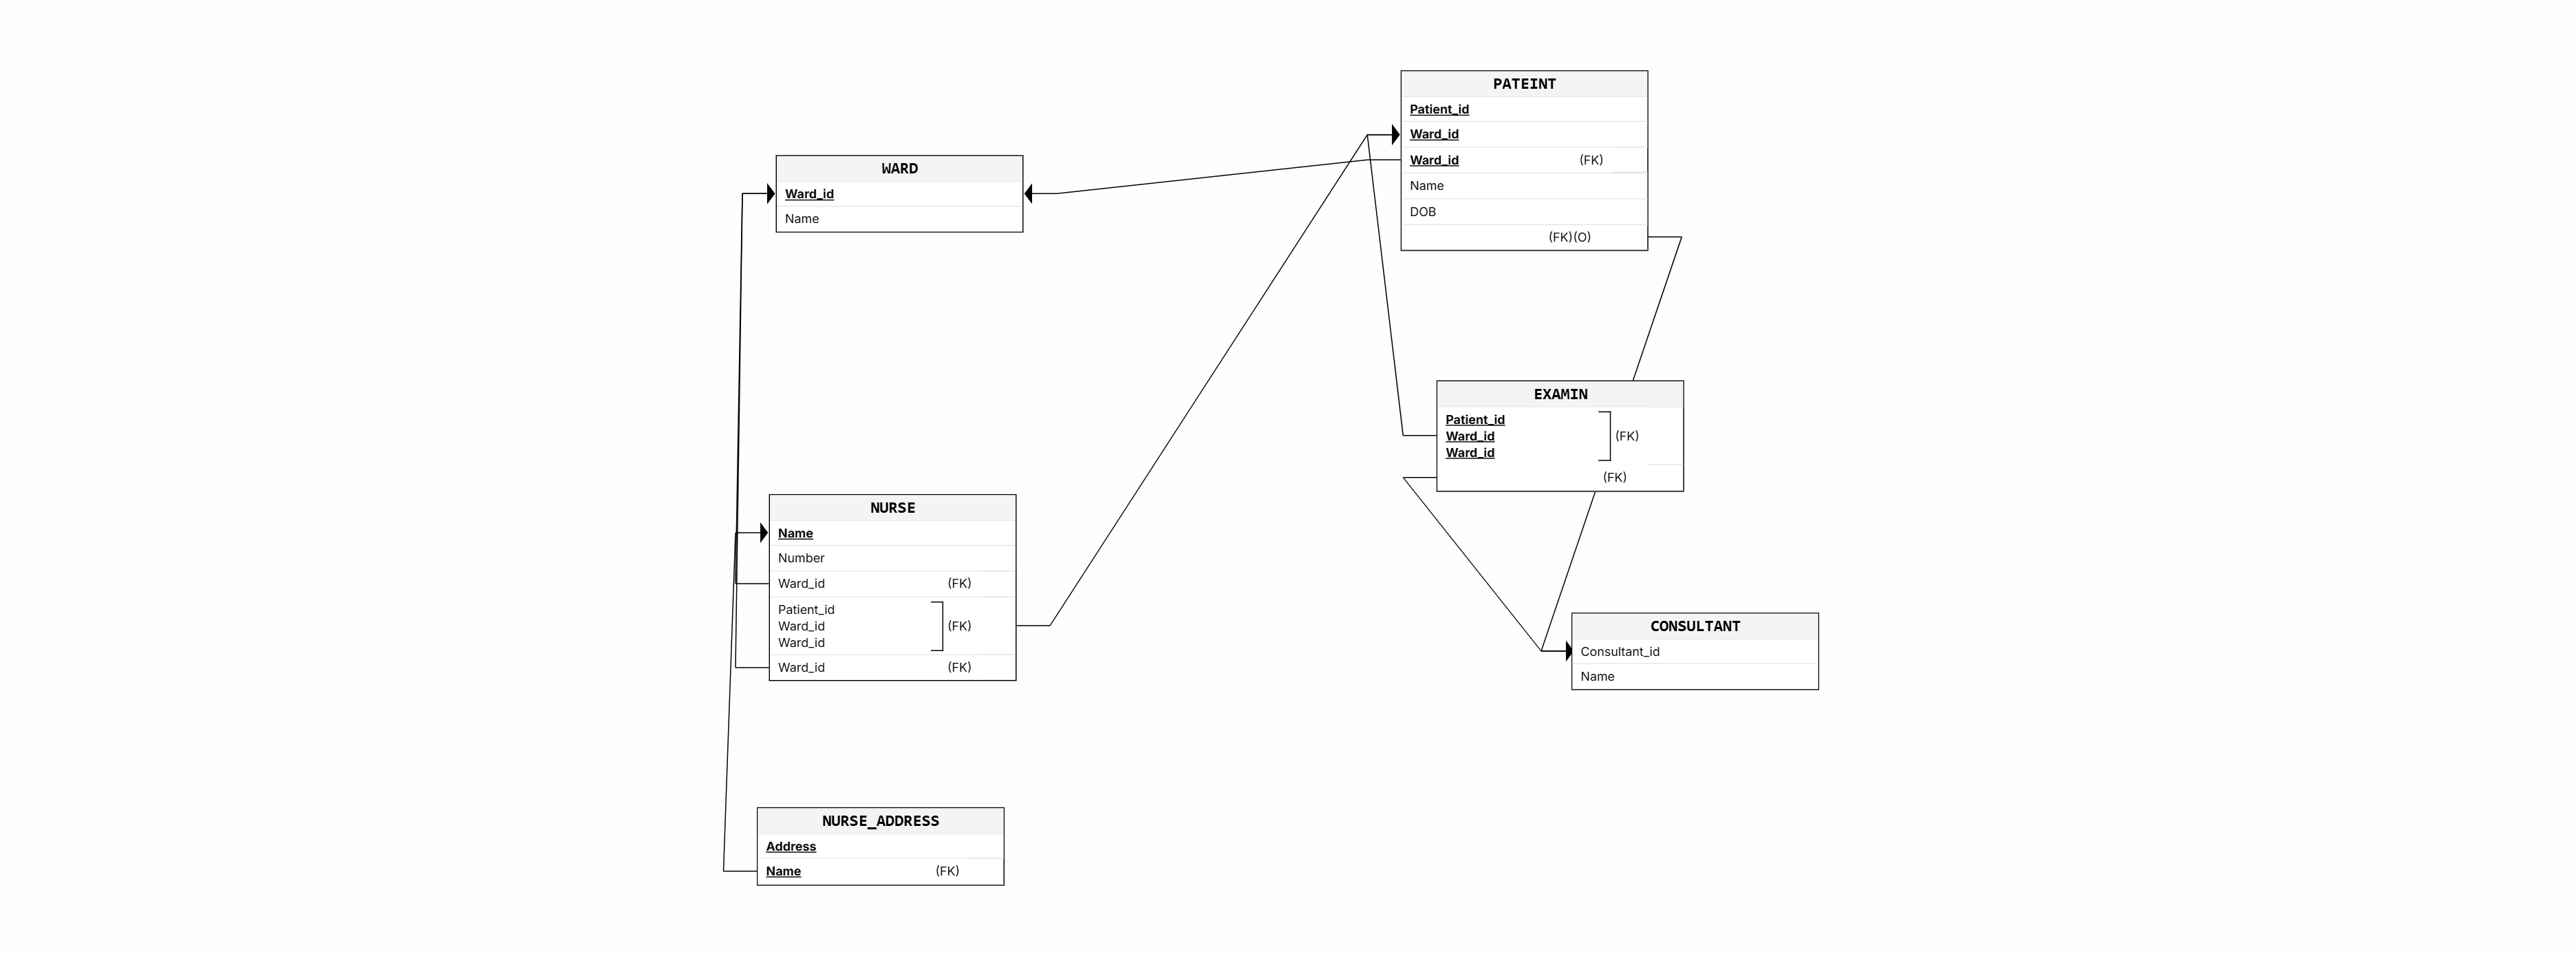 PATEINT
Patient_id
Ward_id
Ward_id (FK)
Name
DOB
(FK)(O)
WARD
Ward_id
Name
EXAMIN
Patient_id
Ward_id (FK)
Ward_id
(FK)
NURSE
Name
Number
Ward_id (FK)
Patient_id
Ward_id (FK)
Ward_id
Ward_id (FK)
CONSULTANT
Consultant_id
Name
NURSE_ADDRESS
Address
Name (FK)